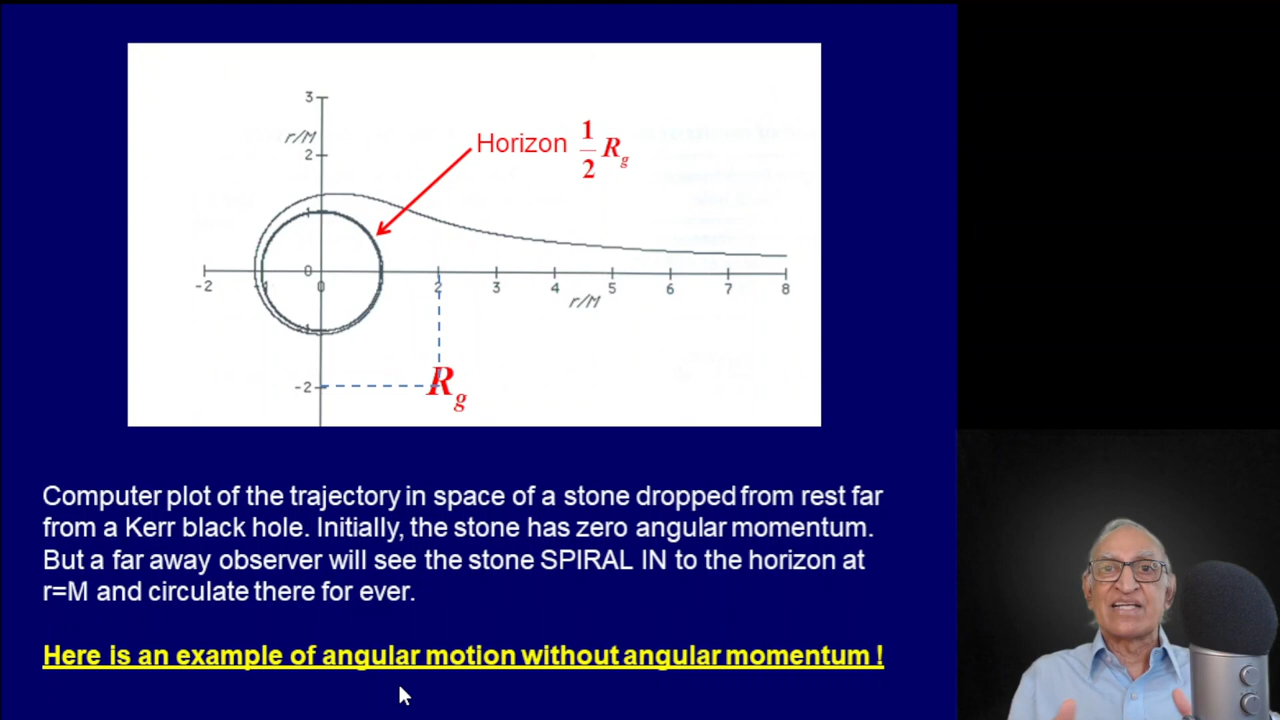 3
r/M
2
Horizon 1/2 R_g
1
0
-2 -1 0 2 3 4 5 6 7 8
r/M
-1
-2
R_g
Computer plot of the trajectory in space of a stone dropped from rest far
from a Kerr black hole. Initially, the stone has zero angular momentum.
But a far away observer will see the stone SPIRAL IN to the horizon at
r=M and circulate there for ever.
Here is an example of angular motion without angular momentum !